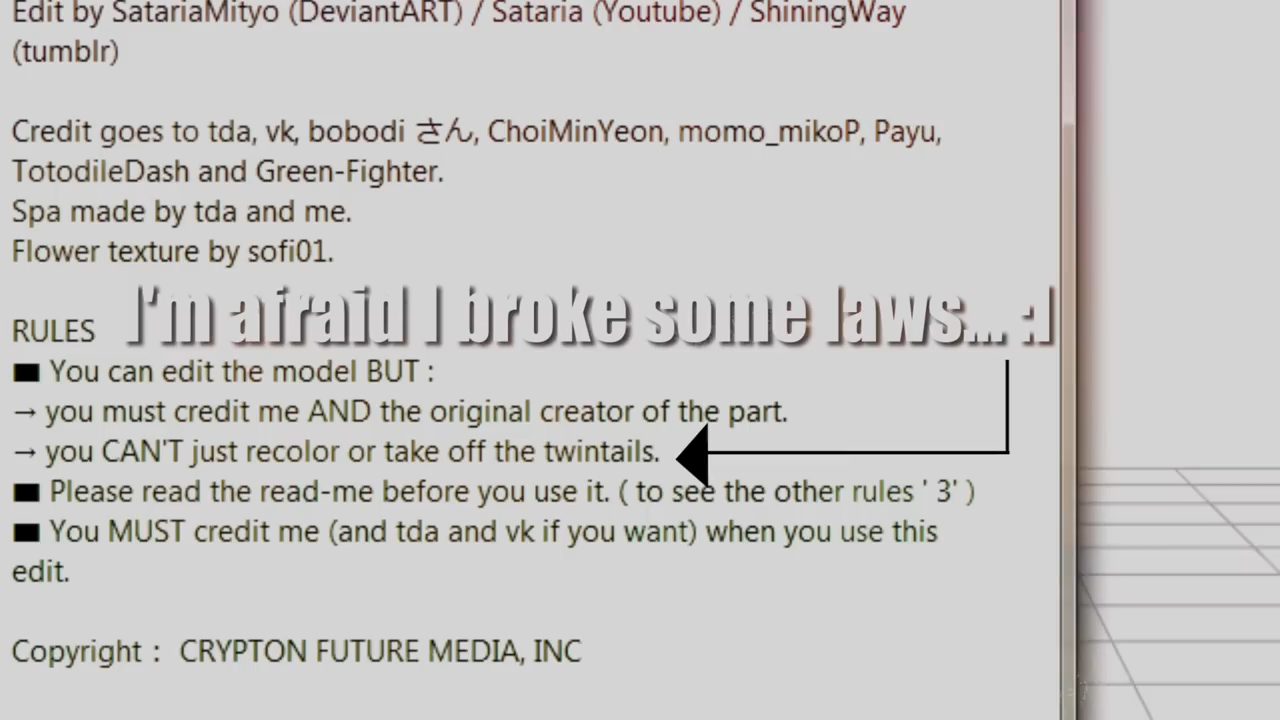 Edit by SatariaMityo (DeviantART) / Sataria (Youtube) / ShiningWay
(tumblr)
Credit goes to tda, vk, bobodi さん, ChoiMinYeon, momo_mikoP, Payu,
TotodileDash and Green-Fighter.
Spa made by tda and me.
Flower texture by sofi01.
I'm afraid I broke some laws... :I
RULES
■ You can edit the model BUT :
→ you must credit me AND the original creator of the part.
→ you CAN'T just recolor or take off the twintails.
■ Please read the read-me before you use it. ( to see the other rules ' 3' )
■ You MUST credit me (and tda and vk if you want) when you use this
edit.
Copyright : CRYPTON FUTURE MEDIA, INC